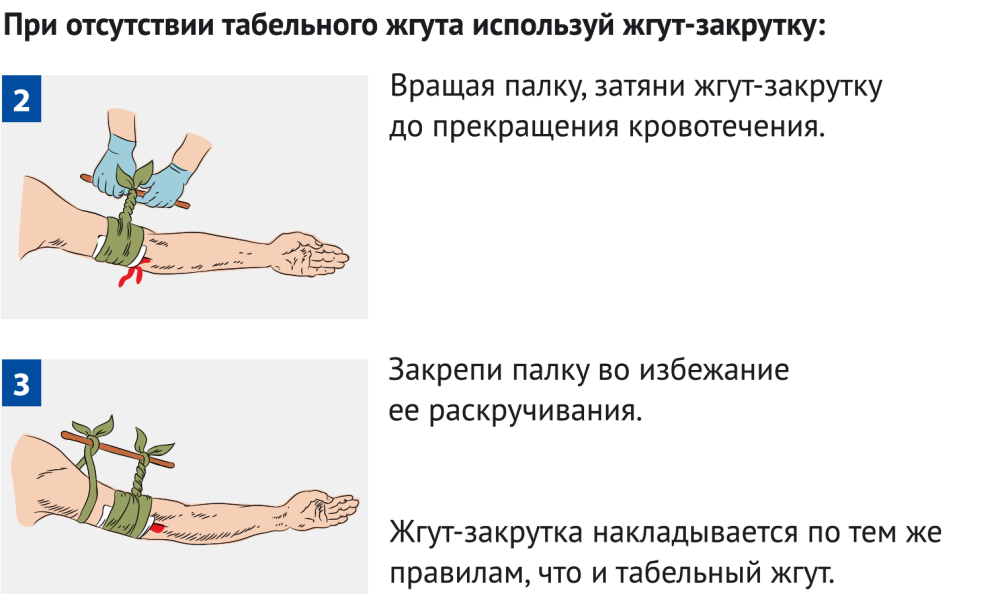 При отсутствии табельного жгута используй жгут-закрутку:
2
Вращая палку, затяни жгут-закрутку
до прекращения кровотечения.
3
Закрепи палку во избежание
ее раскручивания.
Жгут-закрутка накладывается по тем же
правилам, что и табельный жгут.